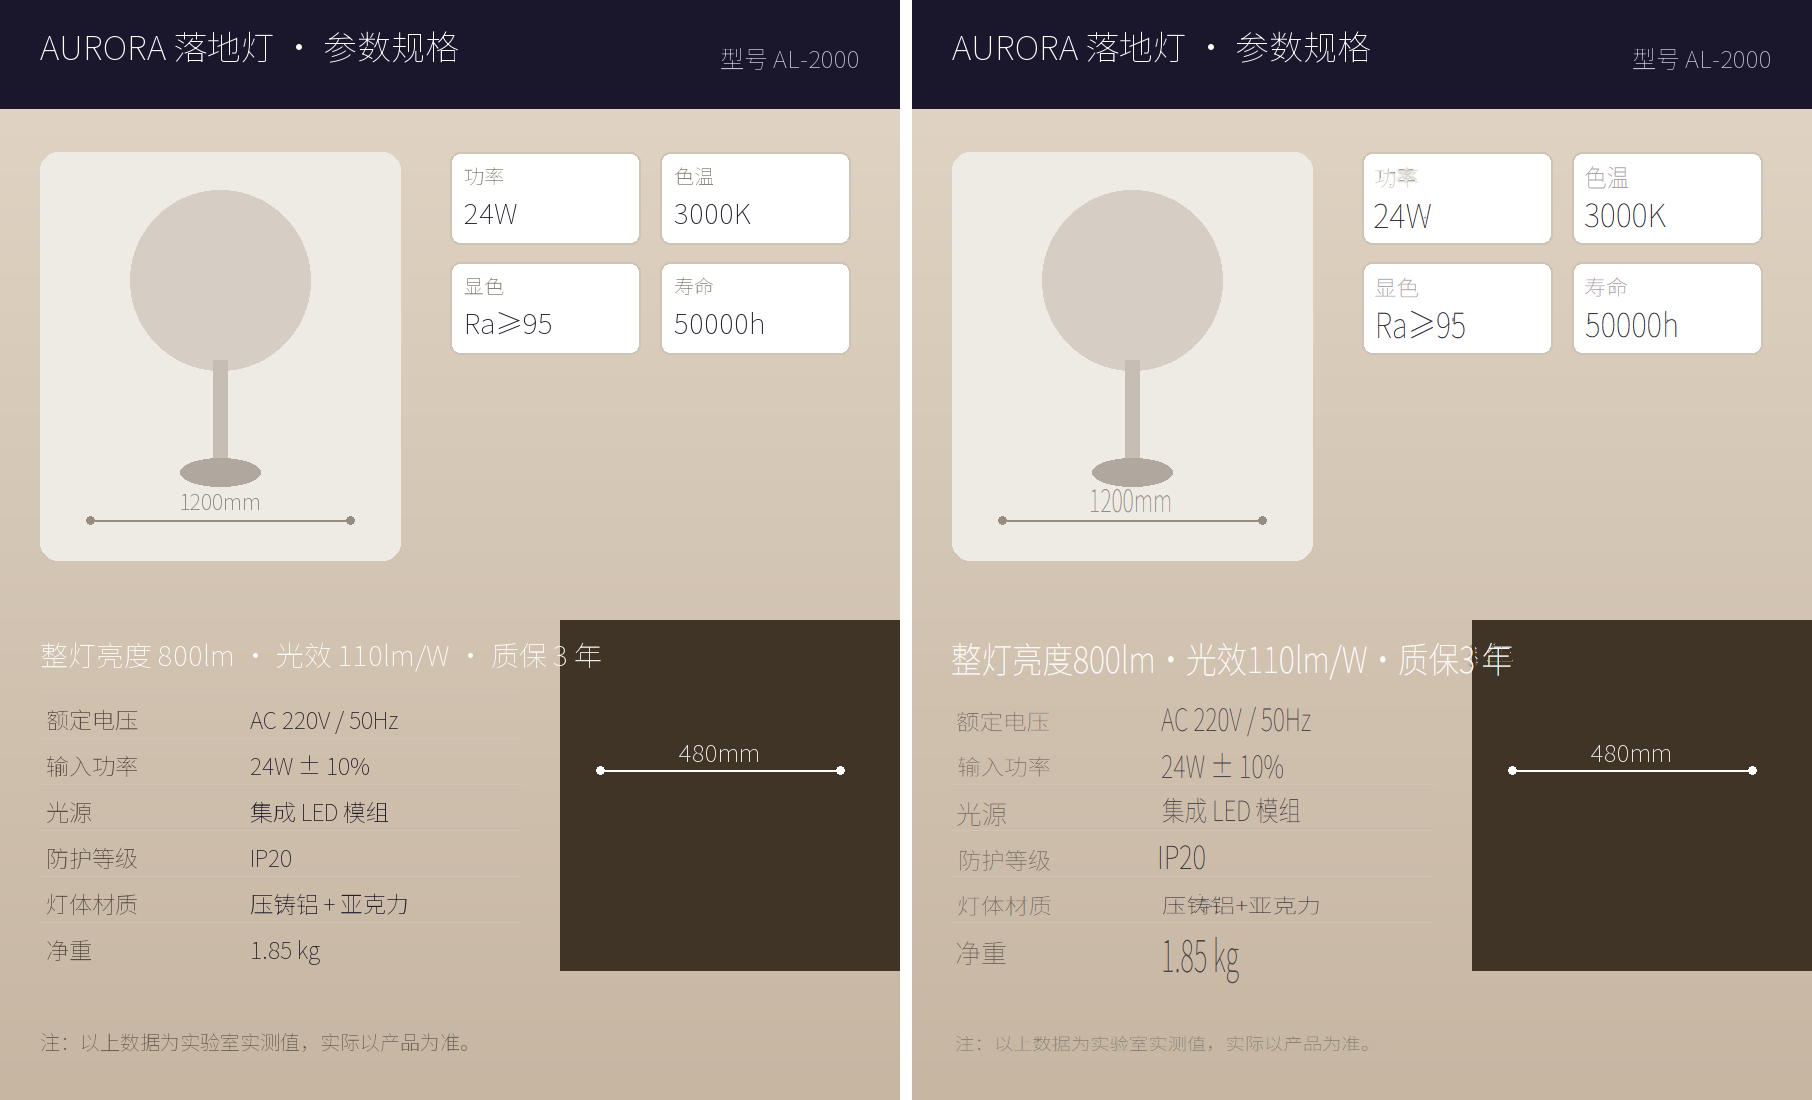 AURORA 落地灯 · 参数规格
型号 AL-2000
功率
24W
色温
3000K
显色
Ra≥95
寿命
50000h
1200mm
整灯亮度 800lm · 光效 110lm/W · 质保 3 年
额定电压 AC 220V / 50Hz
输入功率 24W ± 10%
光源 集成 LED 模组
防护等级 IP20
灯体材质 压铸铝 + 亚克力
净重 1.85 kg
480mm
注：以上数据为实验室实测值，实际以产品为准。
AURORA 落地灯 · 参数规格
型号 AL-2000
功率
24W
色温
3000K
显色
Ra≥95
寿命
50000h
1200mm
整灯亮度800lm·光效110lm/W·质保3年
额定电压 AC 220V / 50Hz
输入功率 24W ± 10%
光源 集成 LED 模组
防护等级 IP20
灯体材质 压铸铝+亚克力
净重 1.85 kg
480mm
注：以上数据为实验室实测值，实际以产品为准。